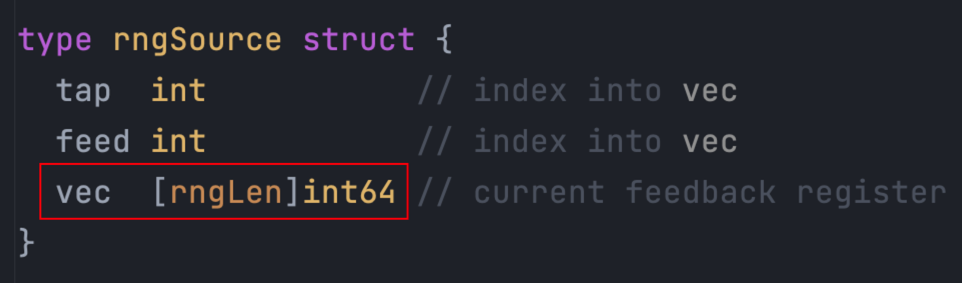 type rngSource struct {
tap int // index into vec
feed int // index into vec
vec [rngLen]int64 // current feedback register
}